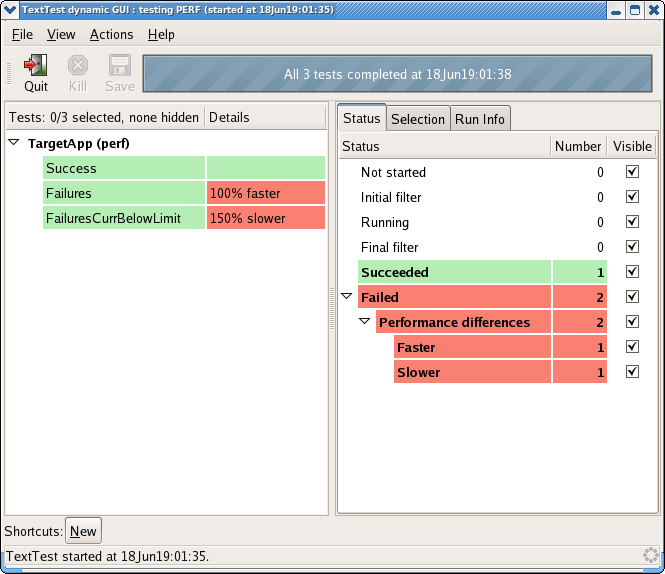 TextTest dynamic GUI : testing PERF (started at 18Jun19:01:35)
File View Actions Help
Quit Kill Save
All 3 tests completed at 18Jun19:01:38
Tests: 0/3 selected, none hidden Details
TargetApp (perf)
Success
Failures 100% faster
FailuresCurrBelowLimit 150% slower
Status Selection Run Info
Status Number Visible
Not started 0
Initial filter 0
Running 0
Final filter 0
Succeeded 1
Failed 2
Performance differences 2
Faster 1
Slower 1
Shortcuts: New
TextTest started at 18Jun19:01:35.